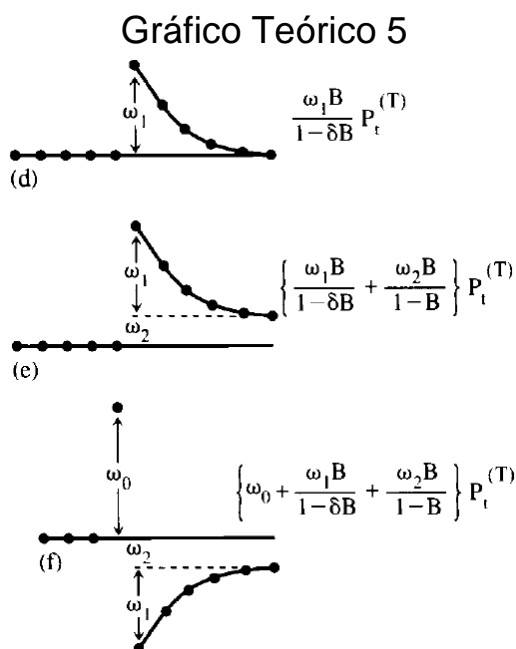 Gráfico Teórico 5
ω₁
ω₁B / 1−δB Pₜ⁽ᵀ⁾
(d)
ω₁
{ ω₁B / 1−δB + ω₂B / 1−B } Pₜ⁽ᵀ⁾
ω₂
(e)
ω₀
{ ω₀ + ω₁B / 1−δB + ω₂B / 1−B } Pₜ⁽ᵀ⁾
ω₂
(f)
ω₁